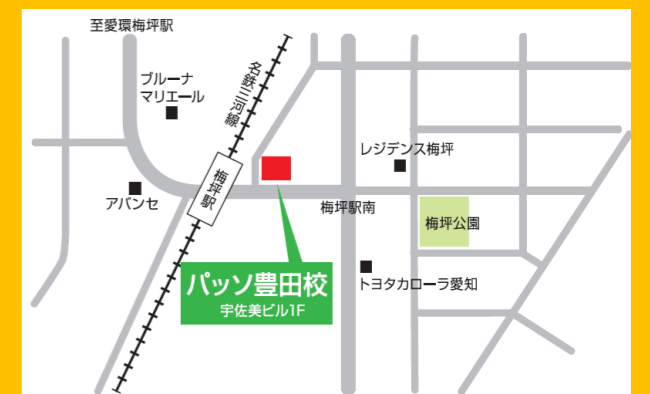 至愛環梅坪駅
ブルーナ
マリエール
名鉄三河線
レジデンス梅坪
梅坪駅
アバンセ
梅坪駅南
梅坪公園
パッソ豊田校
宇佐美ビル1F
トヨタカローラ愛知